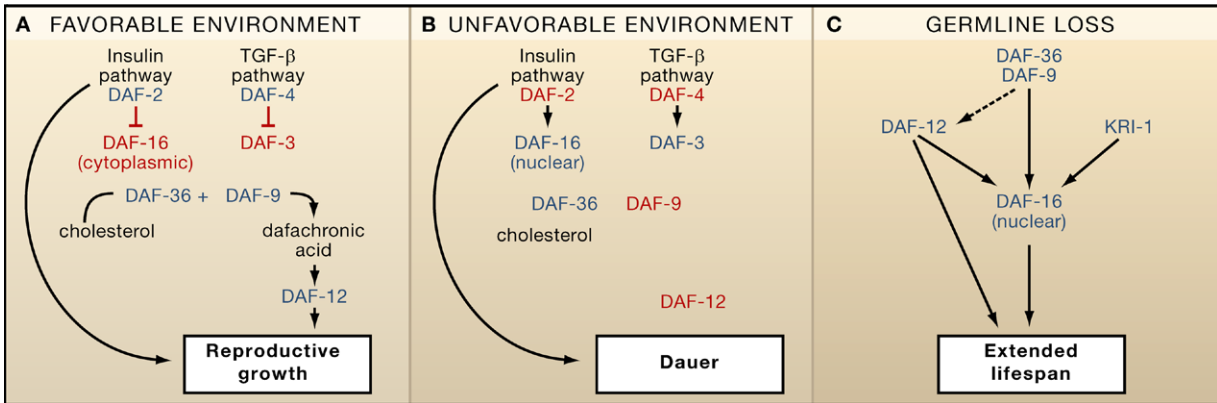 A FAVORABLE ENVIRONMENT
Insulin
pathway
DAF-2
TGF-β
pathway
DAF-4
DAF-16
(cytoplasmic)
DAF-3
DAF-36 + DAF-9
cholesterol
dafachronic
acid
DAF-12
Reproductive
growth
B UNFAVORABLE ENVIRONMENT
Insulin
pathway
DAF-2
TGF-β
pathway
DAF-4
DAF-16
(nuclear)
DAF-3
DAF-36 DAF-9
cholesterol
DAF-12
Dauer
C GERMLINE LOSS
DAF-36
DAF-9
DAF-12
KRI-1
DAF-16
(nuclear)
Extended
lifespan